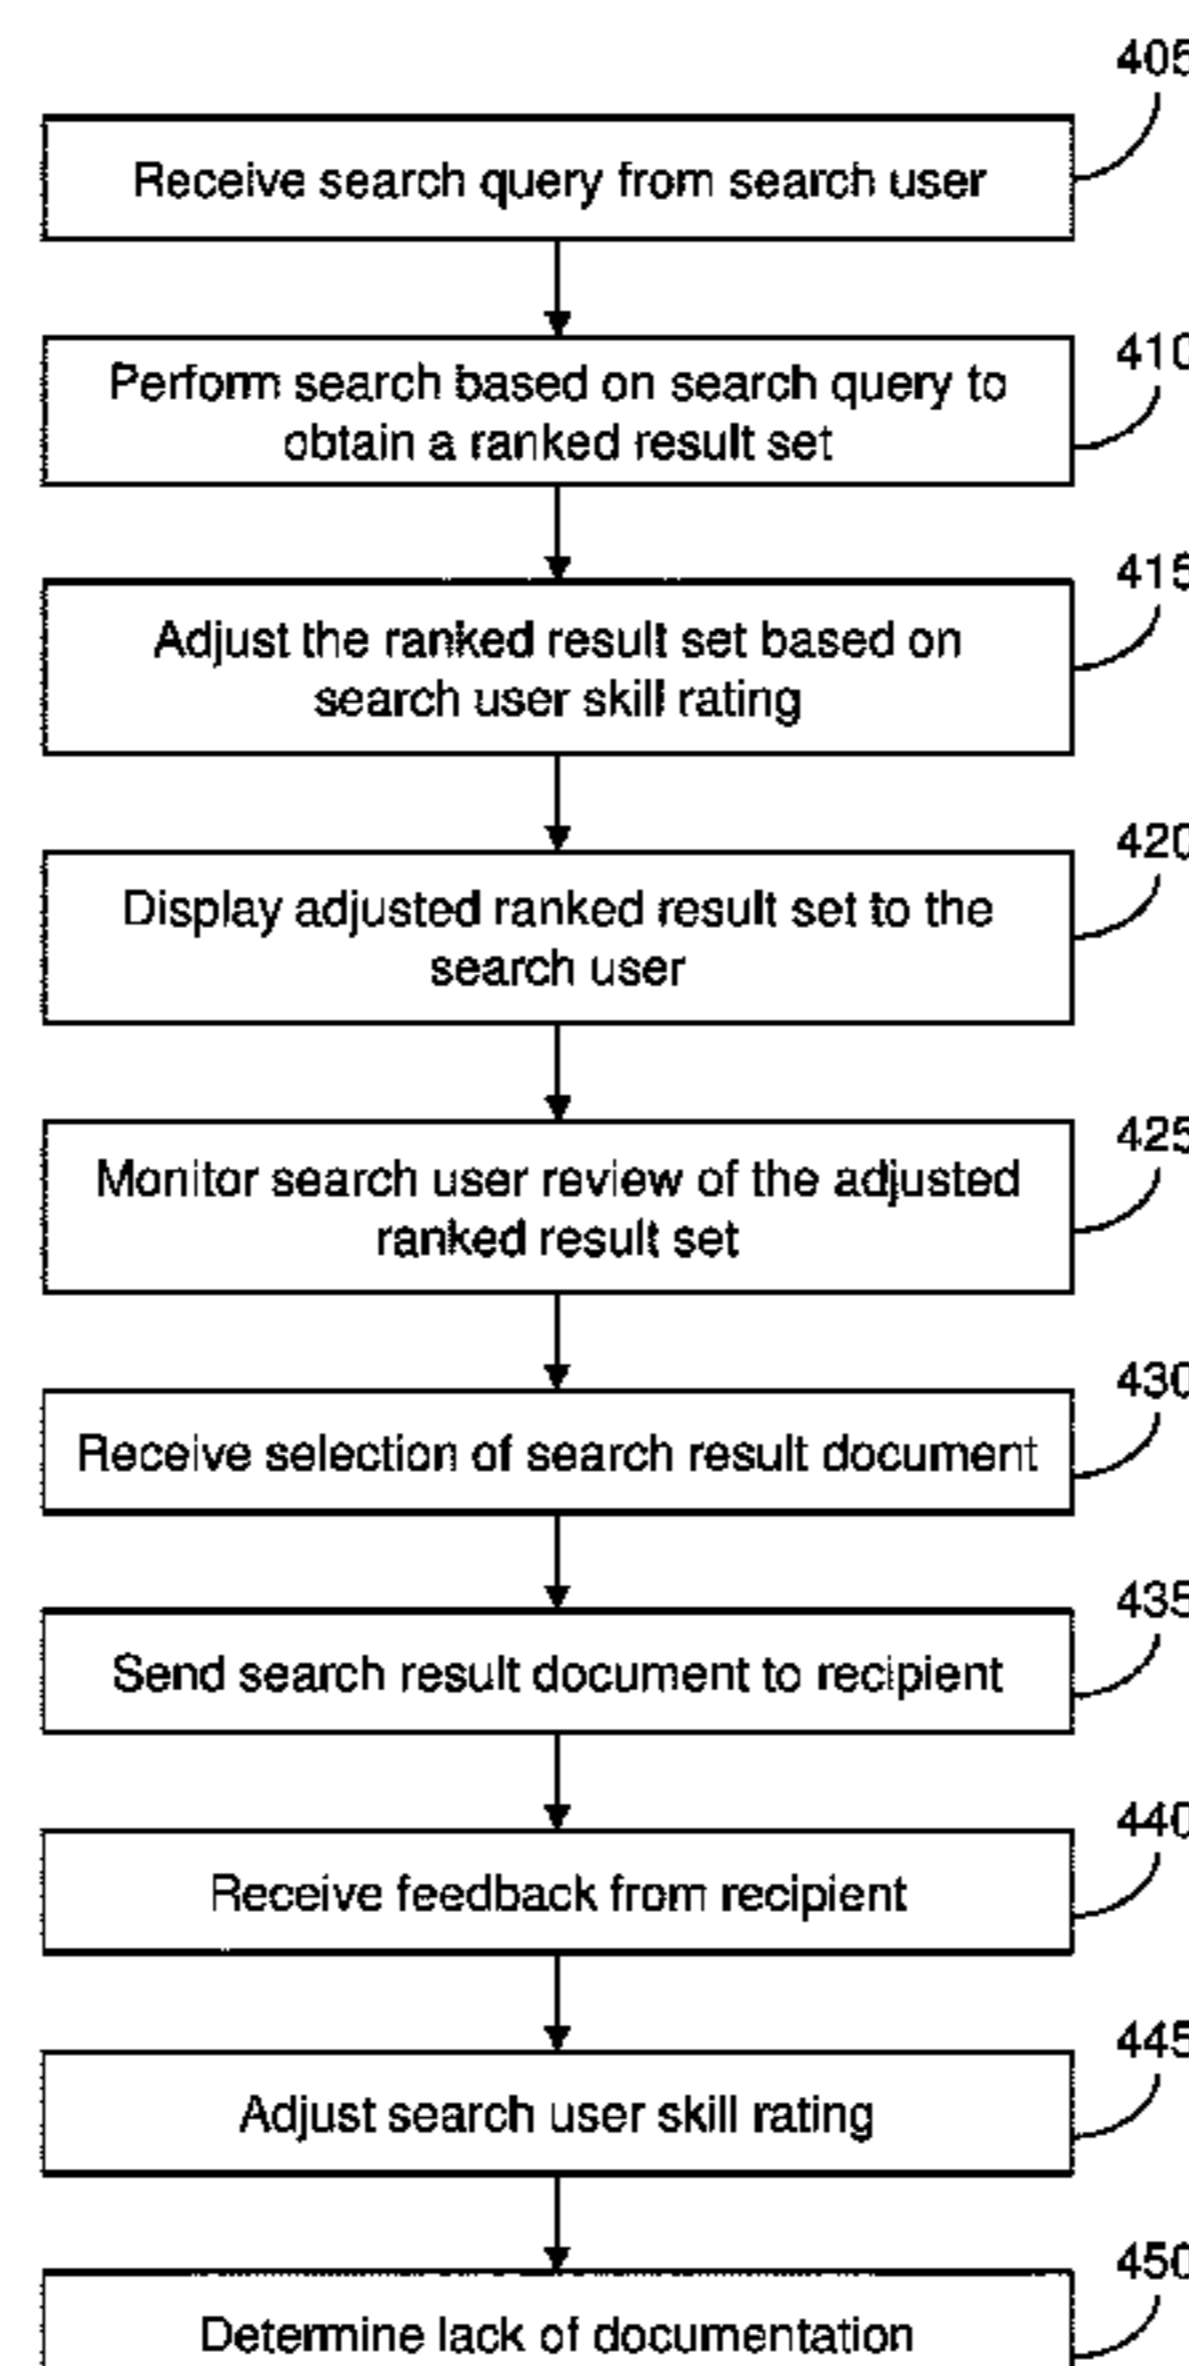 405
Receive search query from search user
410
Perform search based on search query to
obtain a ranked result set
415
Adjust the ranked result set based on
search user skill rating
420
Display adjusted ranked result set to the
search user
425
Monitor search user review of the adjusted
ranked result set
430
Receive selection of search result document
435
Send search result document to recipient
440
Receive feedback from recipient
445
Adjust search user skill rating
450
Determine lack of documentation